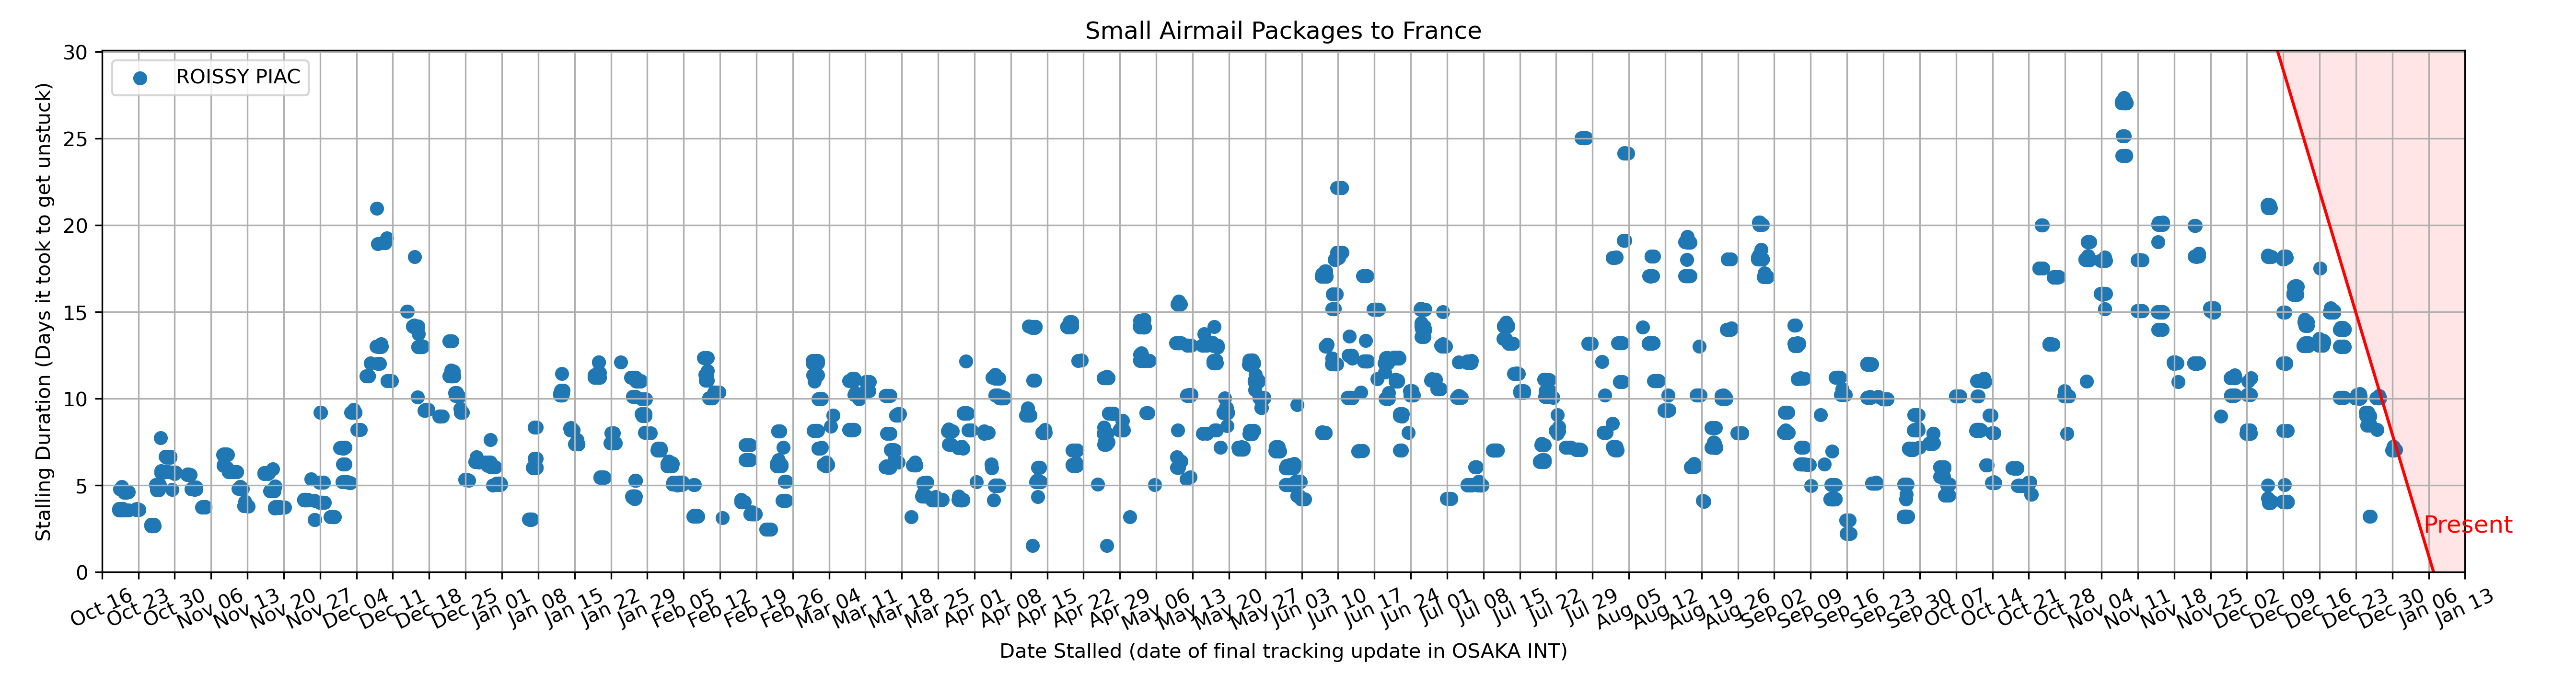 Small Airmail Packages to France
ROISSY PIAC
Stalling Duration (Days it took to get unstuck)
30
25
20
15
10
5
0
Present
Oct 16 Oct 23 Oct 30 Nov 06 Nov 13 Nov 20 Nov 27 Dec 04 Dec 11 Dec 18 Dec 25 Jan 01 Jan 08 Jan 15 Jan 22 Jan 29 Feb 05 Feb 12 Feb 19 Feb 26 Mar 04 Mar 11 Mar 18 Mar 25 Apr 01 Apr 08 Apr 15 Apr 22 Apr 29 May 06 May 13 May 20 May 27 Jun 03 Jun 10 Jun 17 Jun 24 Jul 01 Jul 08 Jul 15 Jul 22 Jul 29 Aug 05 Aug 12 Aug 19 Aug 26 Sep 02 Sep 09 Sep 16 Sep 23 Sep 30 Oct 07 Oct 14 Oct 21 Oct 28 Nov 04 Nov 11 Nov 18 Nov 25 Dec 02 Dec 09 Dec 16 Dec 23 Dec 30 Jan 06 Jan 13
Date Stalled (date of final tracking update in OSAKA INT)